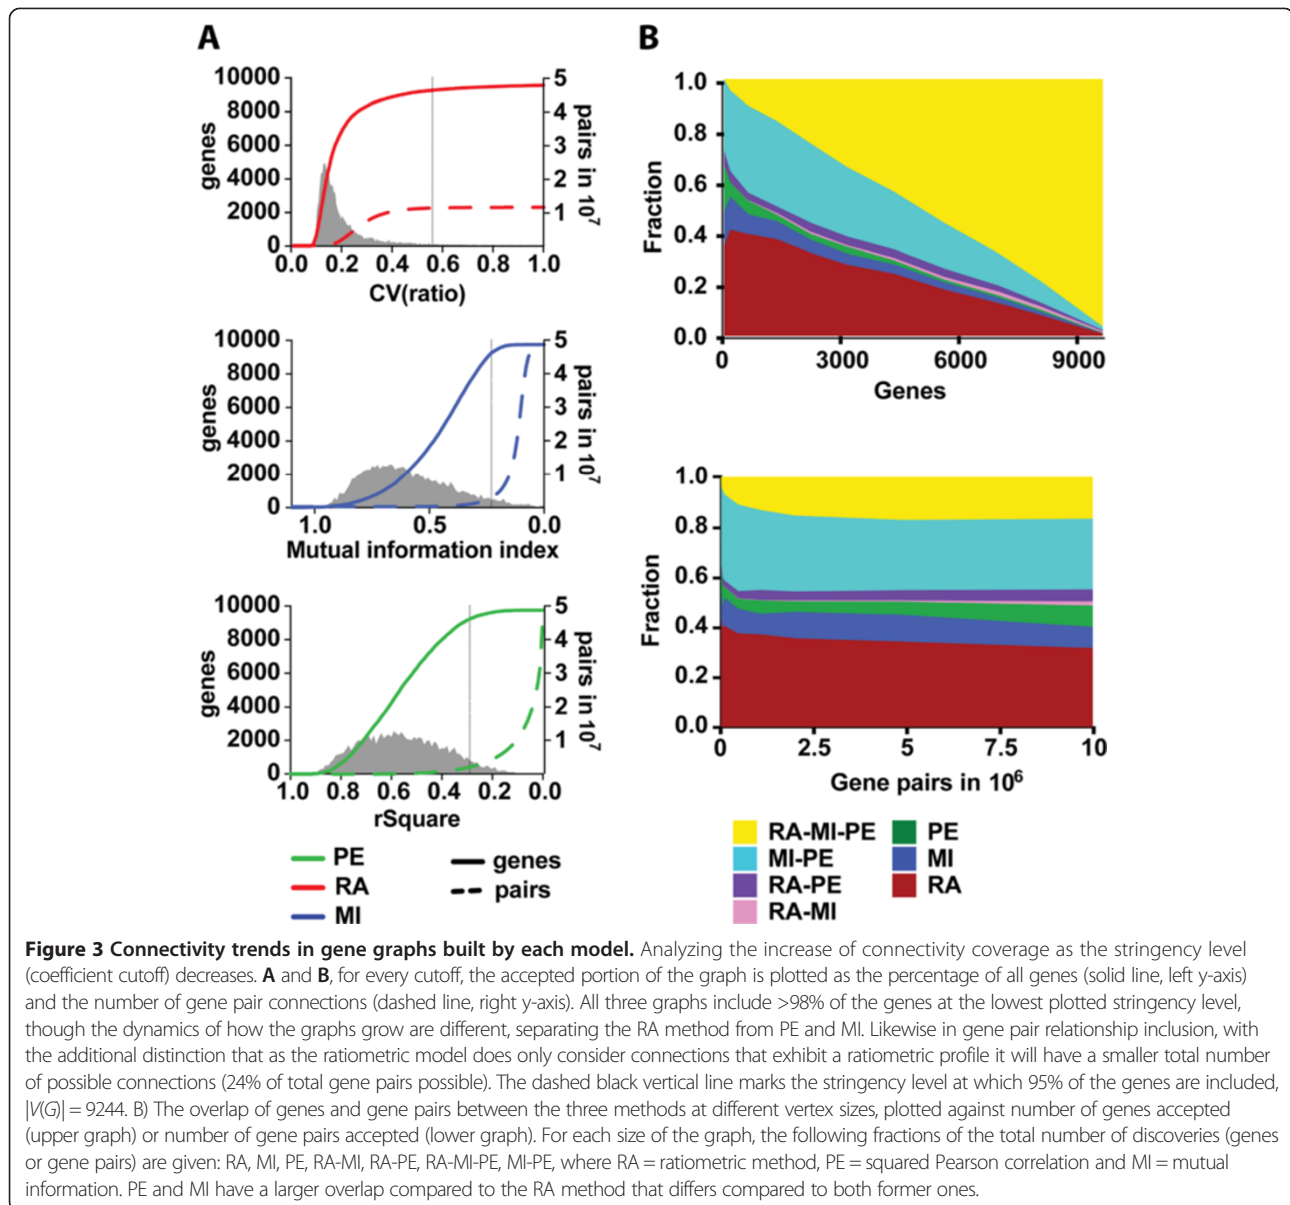 A
B
10000
8000
6000
4000
2000
0
genes
5
4
3
2
1
pairs in 10⁷
0.0 0.2 0.4 0.6 0.8 1.0
CV(ratio)
10000
8000
6000
4000
2000
0
genes
5
4
3
2
1
pairs in 10⁷
1.0 0.5 0.0
Mutual information index
10000
8000
6000
4000
2000
0
genes
5
4
3
2
1
pairs in 10⁷
1.0 0.8 0.6 0.4 0.2 0.0
rSquare
PE
RA
MI
genes
pairs
1.0
0.8
0.6
0.4
0.2
0.0
Fraction
0 3000 6000 9000
Genes
1.0
0.8
0.6
0.4
0.2
0.0
Fraction
0 2.5 5 7.5 10
Gene pairs in 10⁶
RA-MI-PE
MI-PE
RA-PE
RA-MI
PE
MI
RA
Figure 3 Connectivity trends in gene graphs built by each model. Analyzing the increase of connectivity coverage as the stringency level
(coefficient cutoff) decreases. A and B, for every cutoff, the accepted portion of the graph is plotted as the percentage of all genes (solid line, left y-axis)
and the number of gene pair connections (dashed line, right y-axis). All three graphs include >98% of the genes at the lowest plotted stringency level,
though the dynamics of how the graphs grow are different, separating the RA method from PE and MI. Likewise in gene pair relationship inclusion, with
the additional distinction that as the ratiometric model does only consider connections that exhibit a ratiometric profile it will have a smaller total number
of possible connections (24% of total gene pairs possible). The dashed black vertical line marks the stringency level at which 95% of the genes are included,
|V(G)| = 9244. B) The overlap of genes and gene pairs between the three methods at different vertex sizes, plotted against number of genes accepted
(upper graph) or number of gene pairs accepted (lower graph). For each size of the graph, the following fractions of the total number of discoveries (genes
or gene pairs) are given: RA, MI, PE, RA-MI, RA-PE, RA-MI-PE, MI-PE, where RA = ratiometric method, PE = squared Pearson correlation and MI = mutual
information. PE and MI have a larger overlap compared to the RA method that differs compared to both former ones.